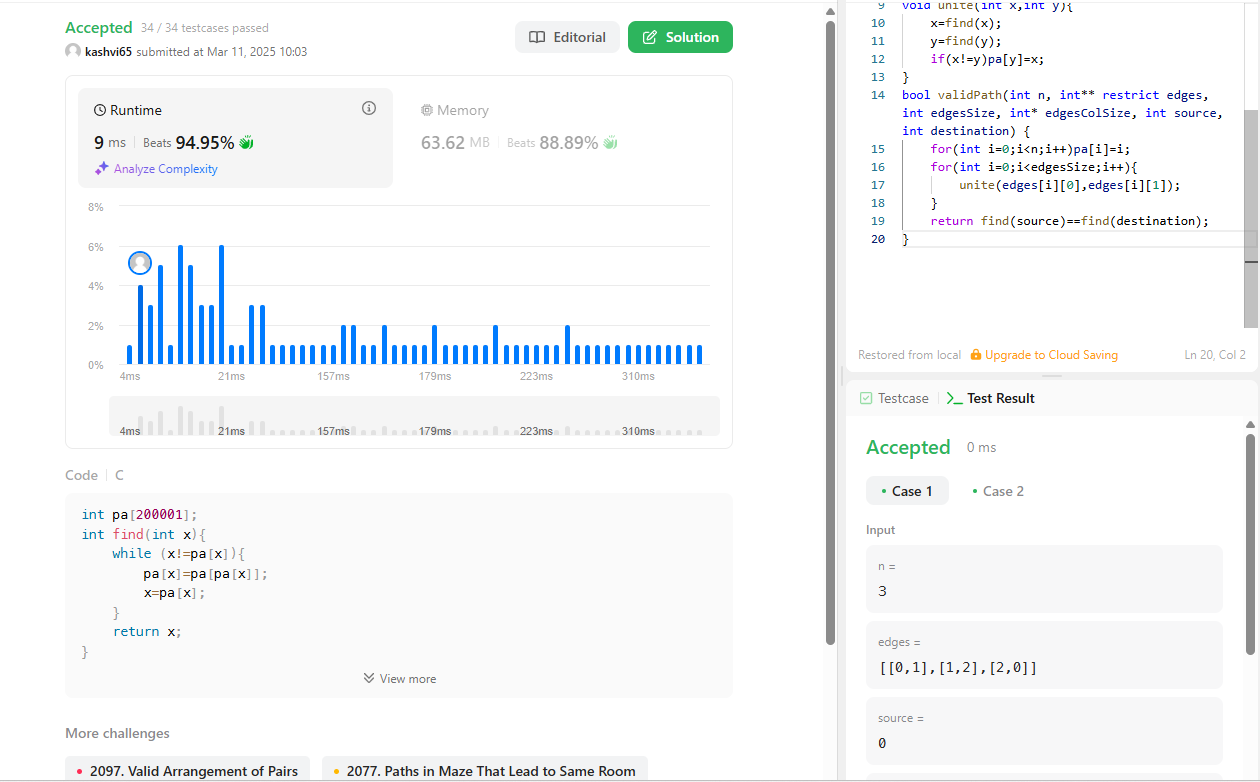 Accepted 34 / 34 testcases passed
kashvi65 submitted at Mar 11, 2025 10:03
Editorial
Solution
Runtime
9 ms | Beats 94.95%
Analyze Complexity
Memory
63.62 MB | Beats 88.89%
8%
6%
4%
2%
0%
4ms 21ms 157ms 179ms 223ms 310ms
4ms 21ms 157ms 179ms 223ms 310ms
Code | C
int pa[200001];
int find(int x){
    while (x!=pa[x]){
        pa[x]=pa[pa[x]];
        x=pa[x];
    }
    return x;
}
View more
More challenges
2097. Valid Arrangement of Pairs
2077. Paths in Maze That Lead to Same Room
9 void unite(int x,int y){
10     x=find(x);
11     y=find(y);
12     if(x!=y)pa[y]=x;
13 }
14 bool validPath(int n, int** restrict edges,
int edgesSize, int* edgesColSize, int source,
int destination) {
15     for(int i=0;i<n;i++)pa[i]=i;
16     for(int i=0;i<edgesSize;i++){
17         unite(edges[i][0],edges[i][1]);
18     }
19     return find(source)==find(destination);
20 }
Restored from local Upgrade to Cloud Saving Ln 20, Col 2
Testcase | >_ Test Result
Accepted 0 ms
• Case 1 • Case 2
Input
n =
3
edges =
[[0,1],[1,2],[2,0]]
source =
0